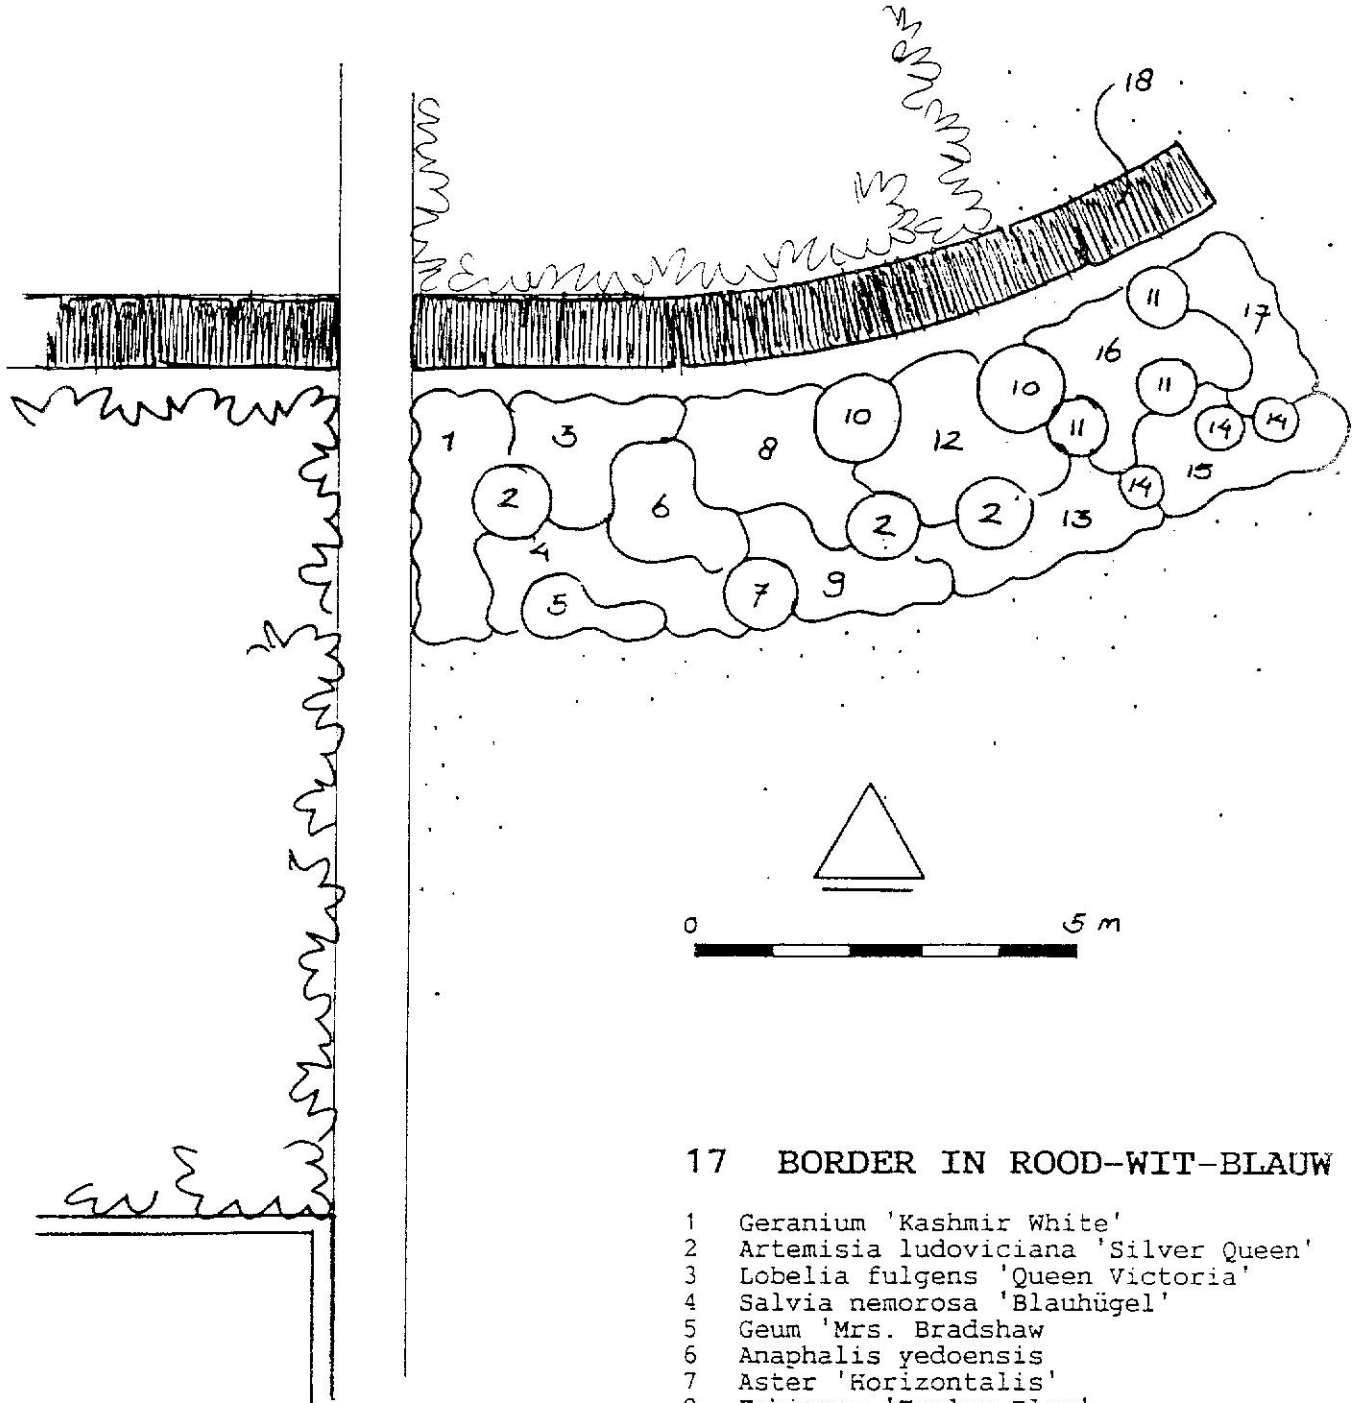 18
11
17
16
10
11
10
11
1
3
8
12
14
14
15
2
6
14
2
2
13
4
5
7
9
0
5 m
17 BORDER IN ROOD-WIT-BLAUW
1 Geranium 'Kashmir White'
2 Artemisia ludoviciana 'Silver Queen'
3 Lobelia fulgens 'Queen Victoria'
4 Salvia nemorosa 'Blauhügel'
5 Geum 'Mrs. Bradshaw
6 Anaphalis yedoensis
7 Aster 'Horizontalis'